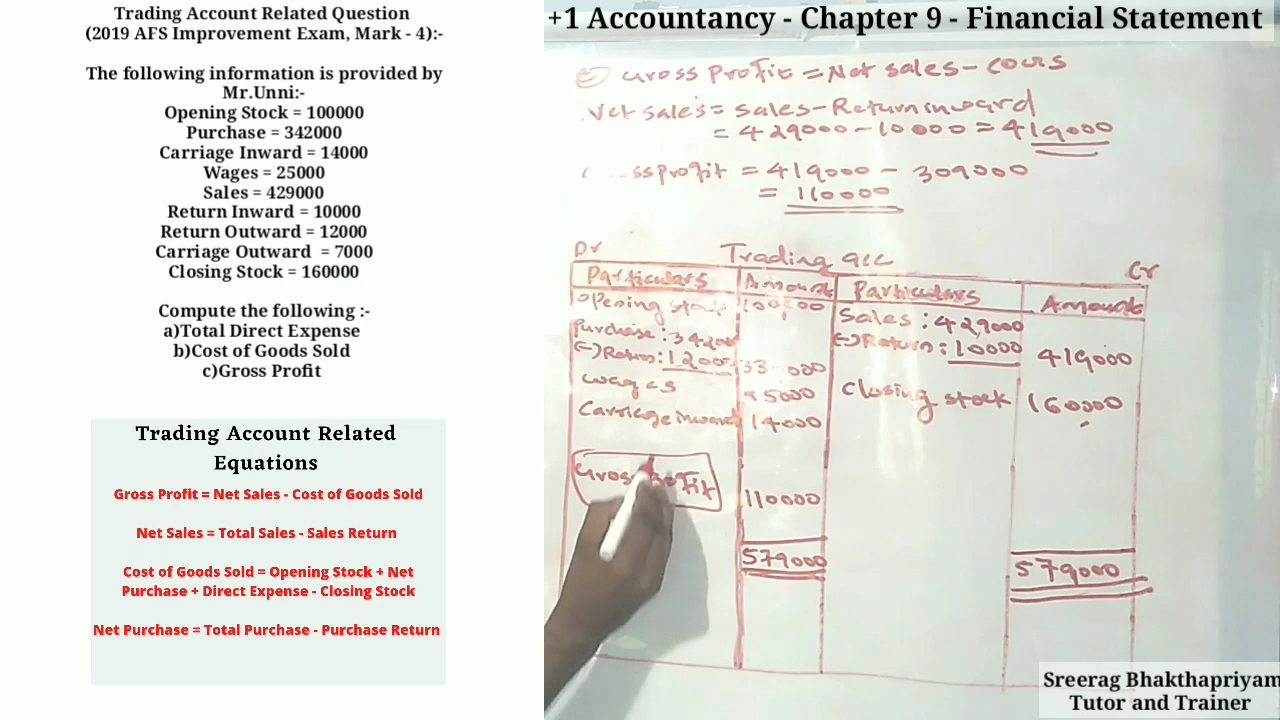 Trading Account Related Question
(2019 AFS Improvement Exam, Mark - 4):-
The following information is provided by
Mr.Unni:-
Opening Stock = 100000
Purchase = 342000
Carriage Inward = 14000
Wages = 25000
Sales = 429000
Return Inward = 10000
Return Outward = 12000
Carriage Outward = 7000
Closing Stock = 160000
Compute the following :-
a)Total Direct Expense
b)Cost of Goods Sold
c)Gross Profit
Trading Account Related
Equations
Gross Profit = Net Sales - Cost of Goods Sold
Net Sales = Total Sales - Sales Return
Cost of Goods Sold = Opening Stock + Net
Purchase + Direct Expense - Closing Stock
Net Purchase = Total Purchase - Purchase Return
+1 Accountancy - Chapter 9 - Financial Statement
Gross Profit = Net sales -
Net sales = sales - Return inward
= 429000 - 10000 = 419000
profit = 419000 - 309000
= 110000
Dr Trading a/c Cr
Particulars Amount Particulars Amount
Opening stock 100000 Sales : 429000
Purchase : (-) Return : 10000 419000
(-) Return : 12000
Wages Closing stock 160000
Carriage inward 14000
Gross 110000
579000 579000
Sreerag Bhakthapriyam
Tutor and Trainer